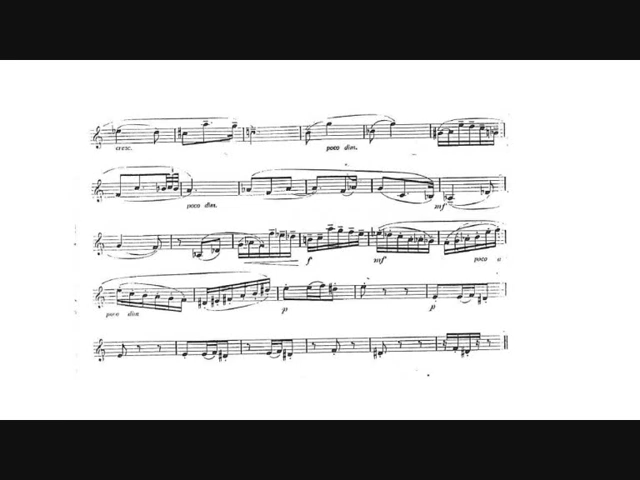 cresc. poco dim.
poco dim. mf
f mf poco a
poco dim p p